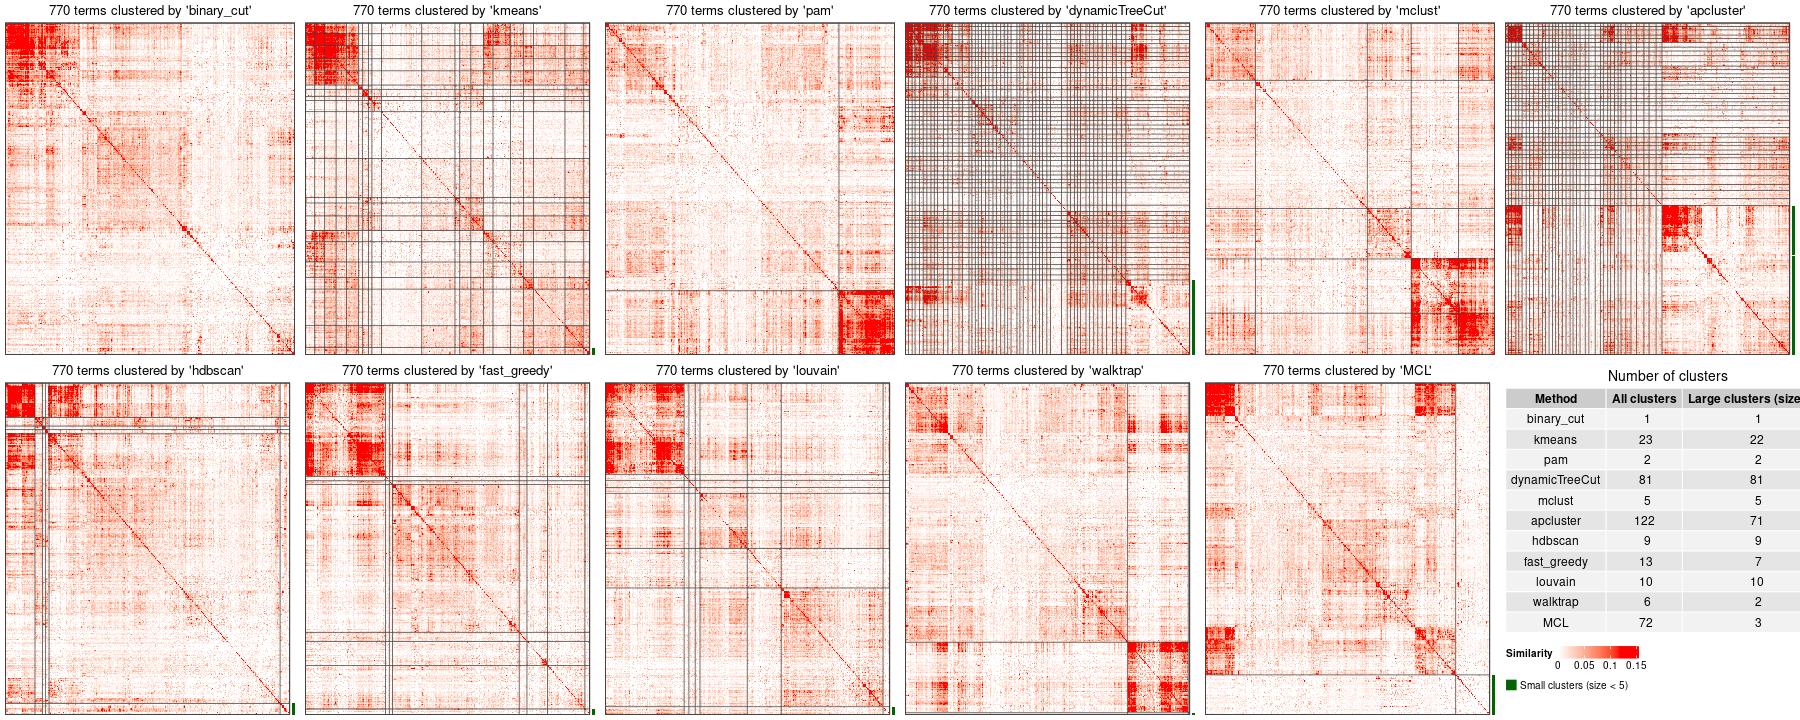 770 terms clustered by 'binary_cut'
770 terms clustered by 'kmeans'
770 terms clustered by 'pam'
770 terms clustered by 'dynamicTreeCut'
770 terms clustered by 'mclust'
770 terms clustered by 'apcluster'
770 terms clustered by 'hdbscan'
770 terms clustered by 'fast_greedy'
770 terms clustered by 'louvain'
770 terms clustered by 'walktrap'
770 terms clustered by 'MCL'
Number of clusters
Method All clusters Large clusters (size
binary_cut 1 1
kmeans 23 22
pam 2 2
dynamicTreeCut 81 81
mclust 5 5
apcluster 122 71
hdbscan 9 9
fast_greedy 13 7
louvain 10 10
walktrap 6 2
MCL 72 3
Similarity
0 0.05 0.1 0.15
Small clusters (size < 5)